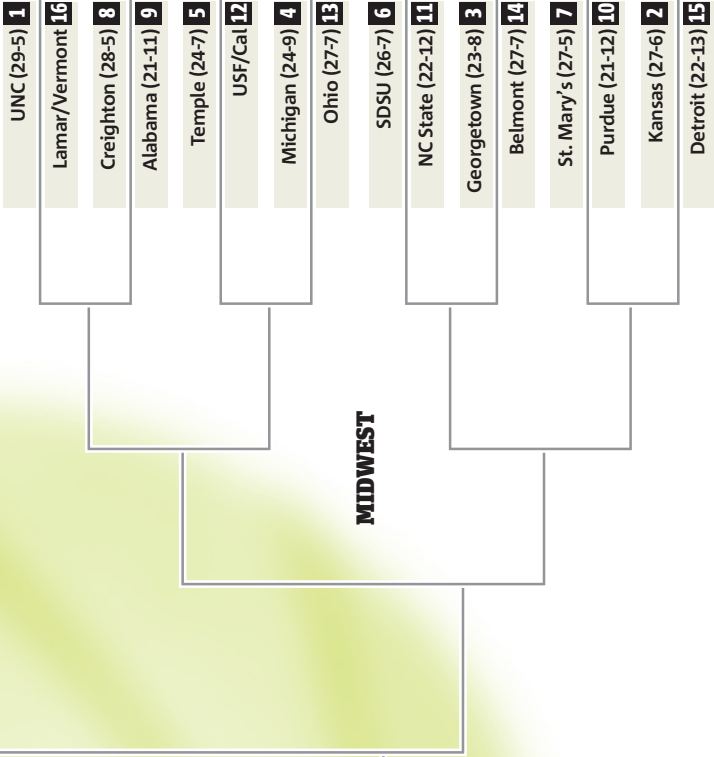 UNC (29-5) 1
Lamar/Vermont 16
Creighton (28-5) 8
Alabama (21-11) 9
Temple (24-7) 5
USF/Cal 12
Michigan (24-9) 4
Ohio (27-7) 13
SDSU (26-7) 6
NC State (22-12) 11
Georgetown (23-8) 3
Belmont (27-7) 14
St. Mary's (27-5) 7
Purdue (21-12) 10
Kansas (27-6) 2
Detroit (22-13) 15
MIDWEST